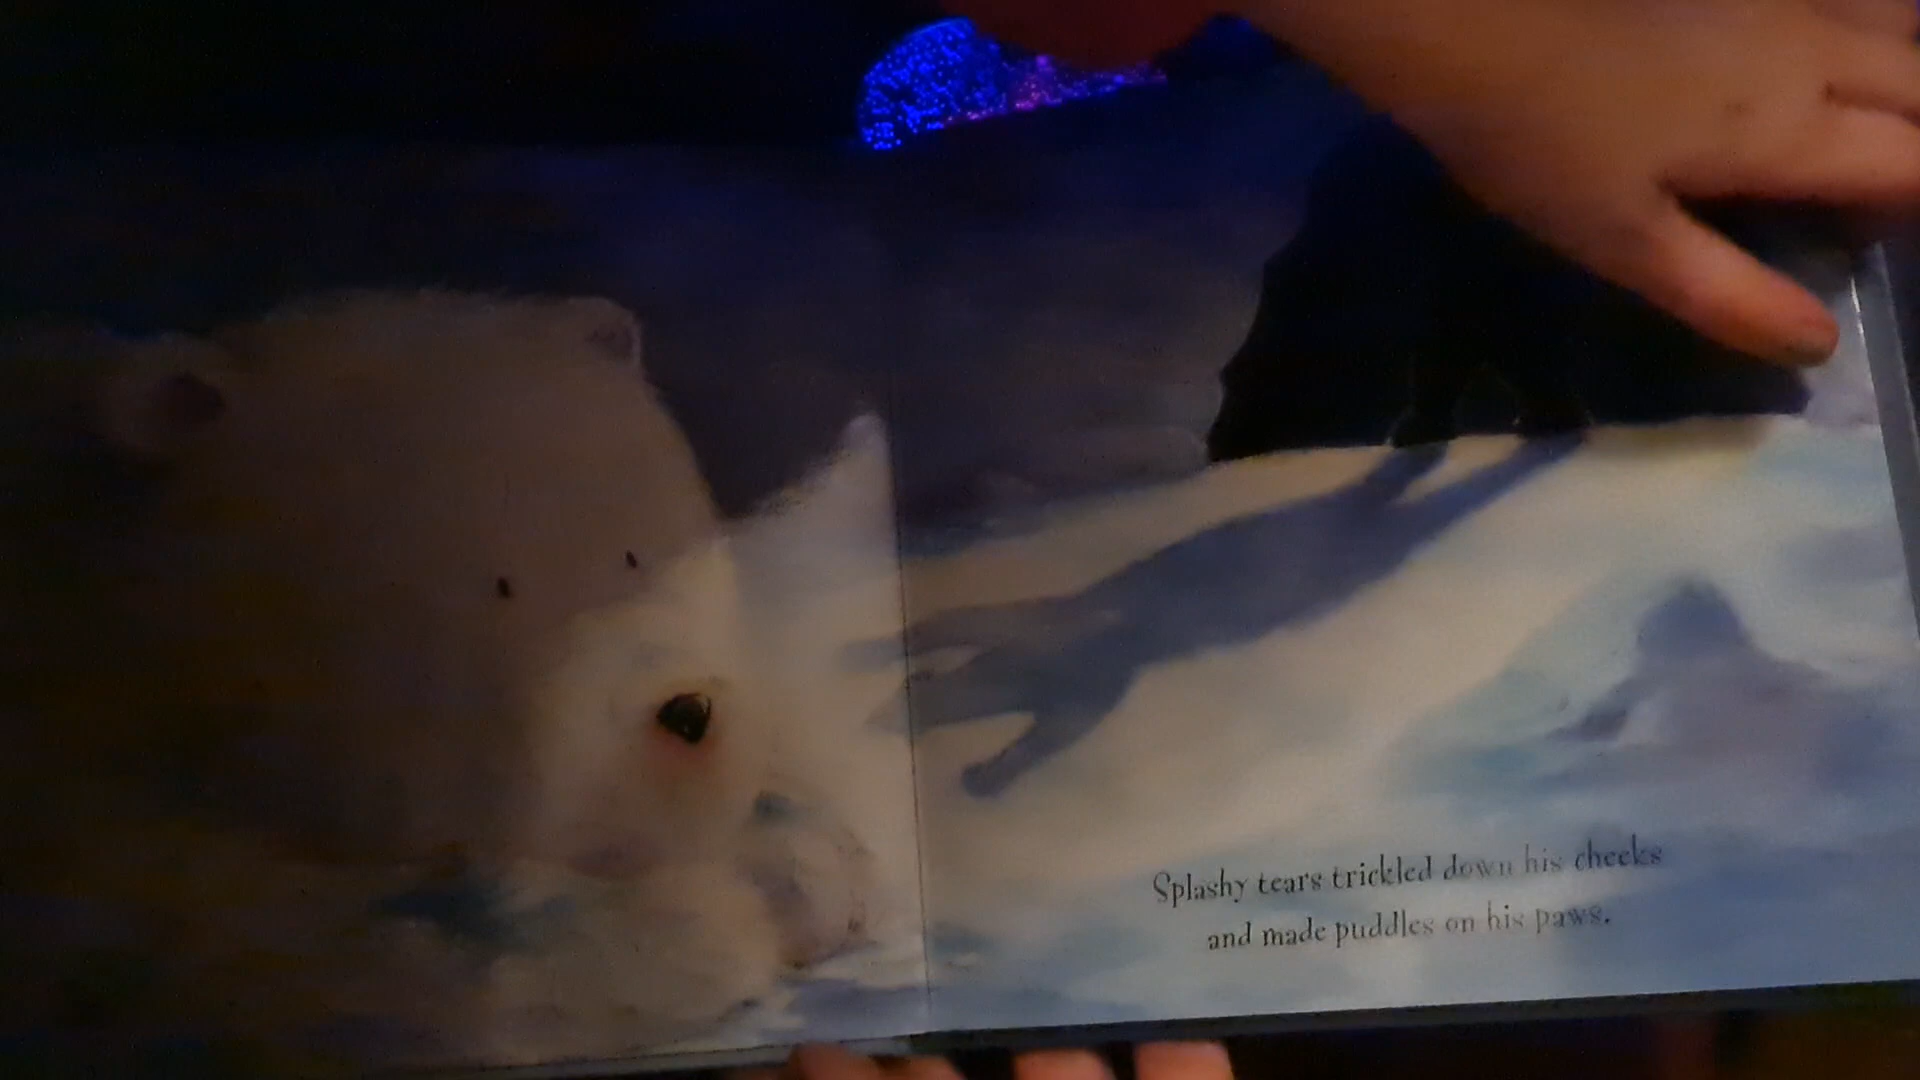 Splashy tears trickled down his cheeks
and made puddles on his paws.